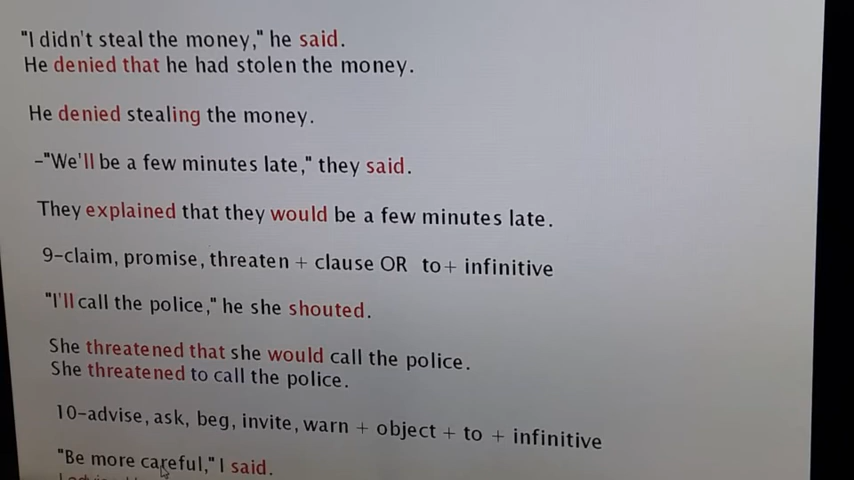 "I didn't steal the money," he said.
He denied that he had stolen the money.
He denied stealing the money.
-"We'll be a few minutes late," they said.
They explained that they would be a few minutes late.
9-claim, promise, threaten + clause OR to+ infinitive
"I'll call the police," he she shouted.
She threatened that she would call the police.
She threatened to call the police.
10-advise, ask, beg, invite, warn + object + to + infinitive
"Be more careful," I said.